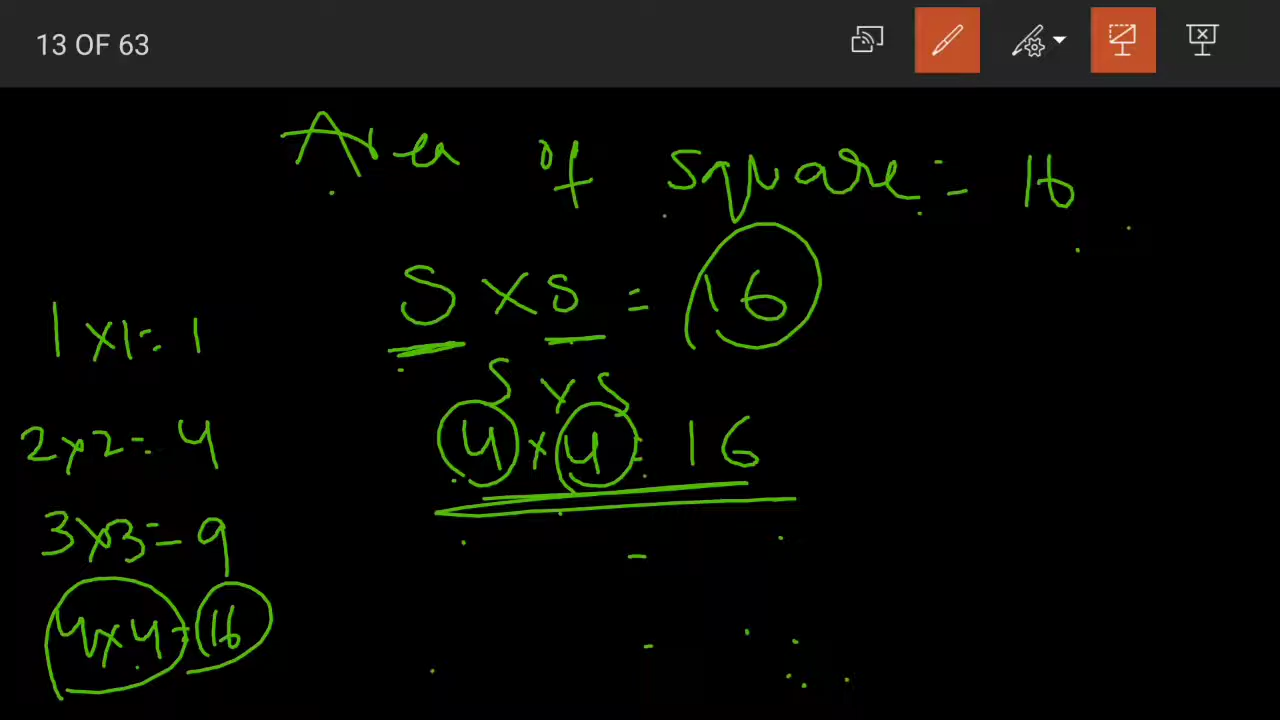 13 OF 63
Area of square = 16
S × S = 16
S × S
4 × 4 = 16
1 × 1 = 1
2 × 2 = 4
3 × 3 = 9
4 × 4 = 16